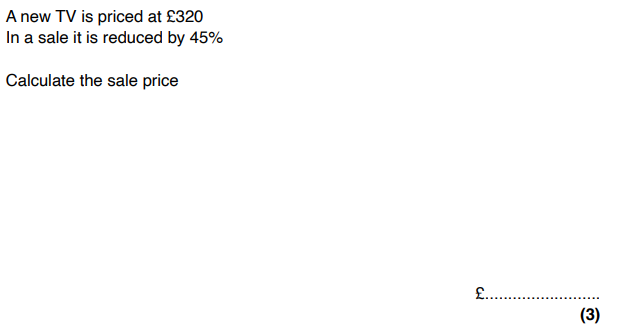 A new TV is priced at £320
In a sale it is reduced by 45%
Calculate the sale price
£..........................
(3)